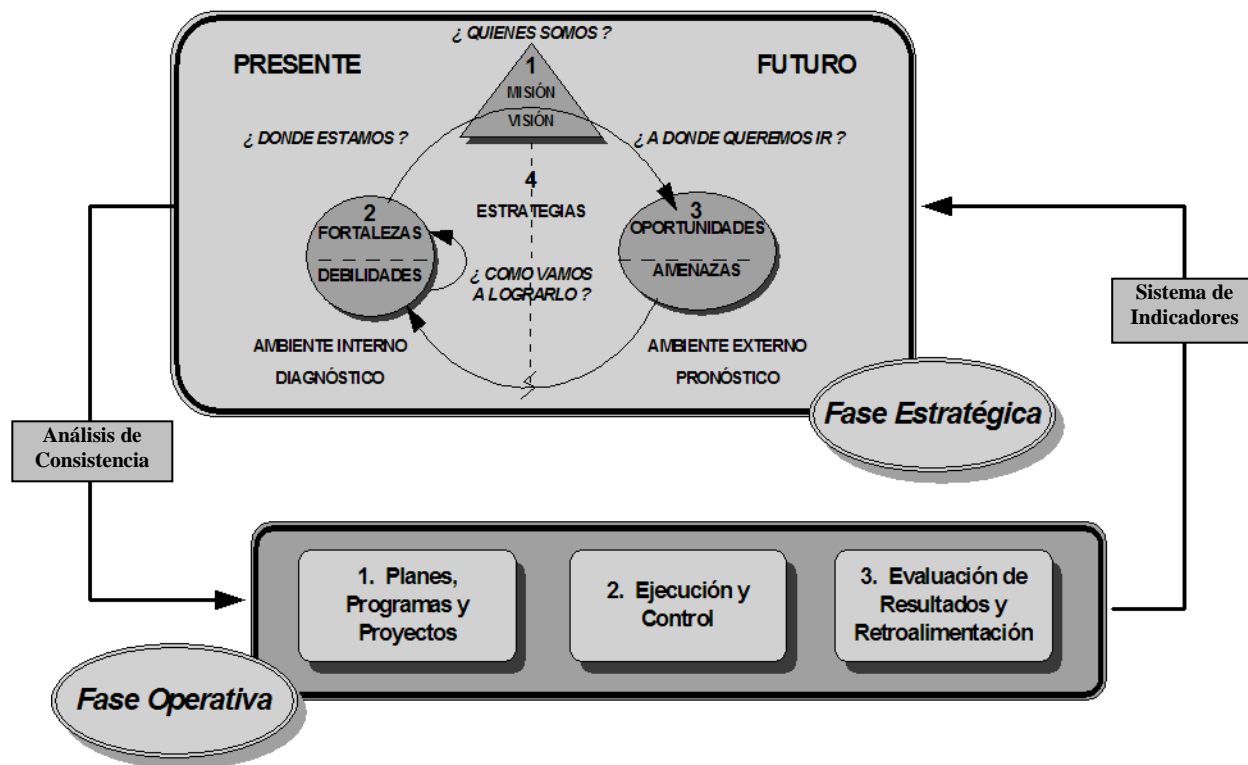 ¿ QUIENES SOMOS ?
PRESENTE
FUTURO
1
MISIÓN
VISIÓN
¿ DONDE ESTAMOS ?
¿ A DONDE QUEREMOS IR ?
4
ESTRATEGIAS
2
FORTALEZAS
DEBILIDADES
3
OPORTUNIDADES
AMENAZAS
¿ COMO VAMOS
A LOGRARLO ?
AMBIENTE INTERNO
DIAGNÓSTICO
AMBIENTE EXTERNO
PRONÓSTICO
Fase Estratégica
Análisis de
Consistencia
Sistema de
Indicadores
1. Planes,
Programas y
Proyectos
2. Ejecución y
Control
3. Evaluación de
Resultados y
Retroalimentación
Fase Operativa